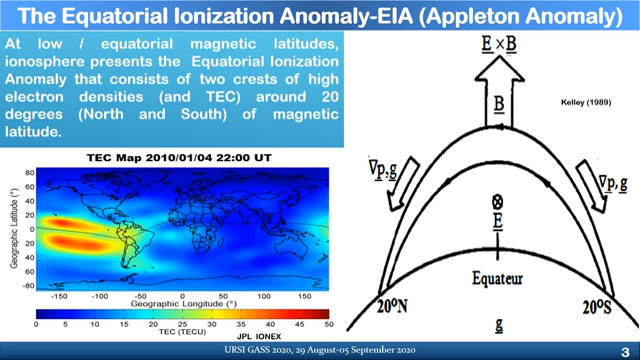 The Equatorial Ionization Anomaly-EIA (Appleton Anomaly)
At low / equatorial magnetic latitudes,
ionosphere presents the Equatorial Ionization
Anomaly that consists of two crests of high
electron densities (and TEC) around 20
degrees (North and South) of magnetic
latitude.
TEC Map 2010/01/04 22:00 UT
Geographic Latitude (°)
80
60
40
20
0
-20
-40
-60
-80
-150 -100 -50 0 50 100 150
Geographic Longitude (°)
0 5 10 15 20 25 30 35 40 45 50
TEC (TECU)
JPL IONEX
E × B
B
Kelley (1989)
∇p,g
∇p,g
E
Equateur
20°N
20°S
g
URSI GASS 2020, 29 August-05 September 2020
3